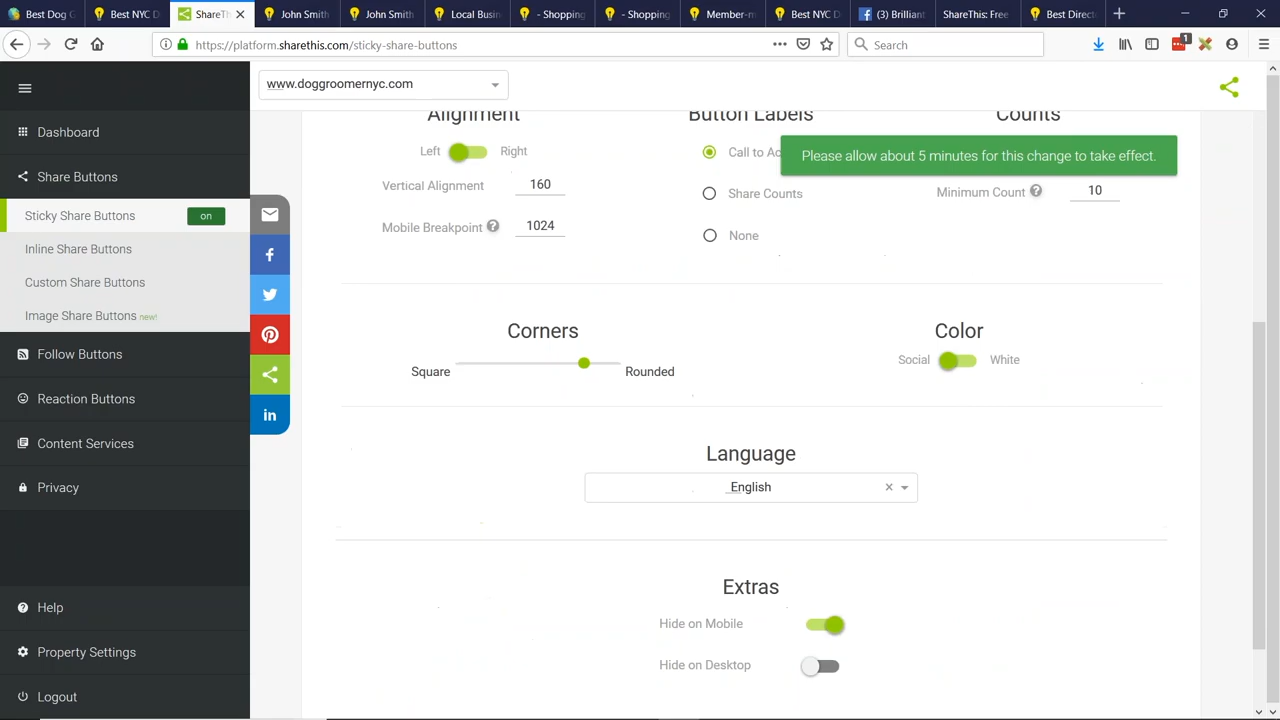 Best Dog G
Best NYC D
ShareThi
John Smith
John Smith
Local Busin
- Shopping
- Shopping
Member-m
Best NYC D
(3) Brilliant
ShareThis: Free
Best Direct
https://platform.sharethis.com/sticky-share-buttons
Search
1
www.doggroomernyc.com
Dashboard
Share Buttons
Sticky Share Buttons
on
Inline Share Buttons
Custom Share Buttons
Image Share Buttons new!
Follow Buttons
Reaction Buttons
Content Services
Privacy
Help
Property Settings
Logout
in
Alignment
Left
Right
Vertical Alignment
160
Mobile Breakpoint ?
1024
Button Labels
Call to Ac
Share Counts
None
Counts
Please allow about 5 minutes for this change to take effect.
Minimum Count ?
10
Corners
Square
Rounded
Color
Social
White
Language
English
Extras
Hide on Mobile
Hide on Desktop